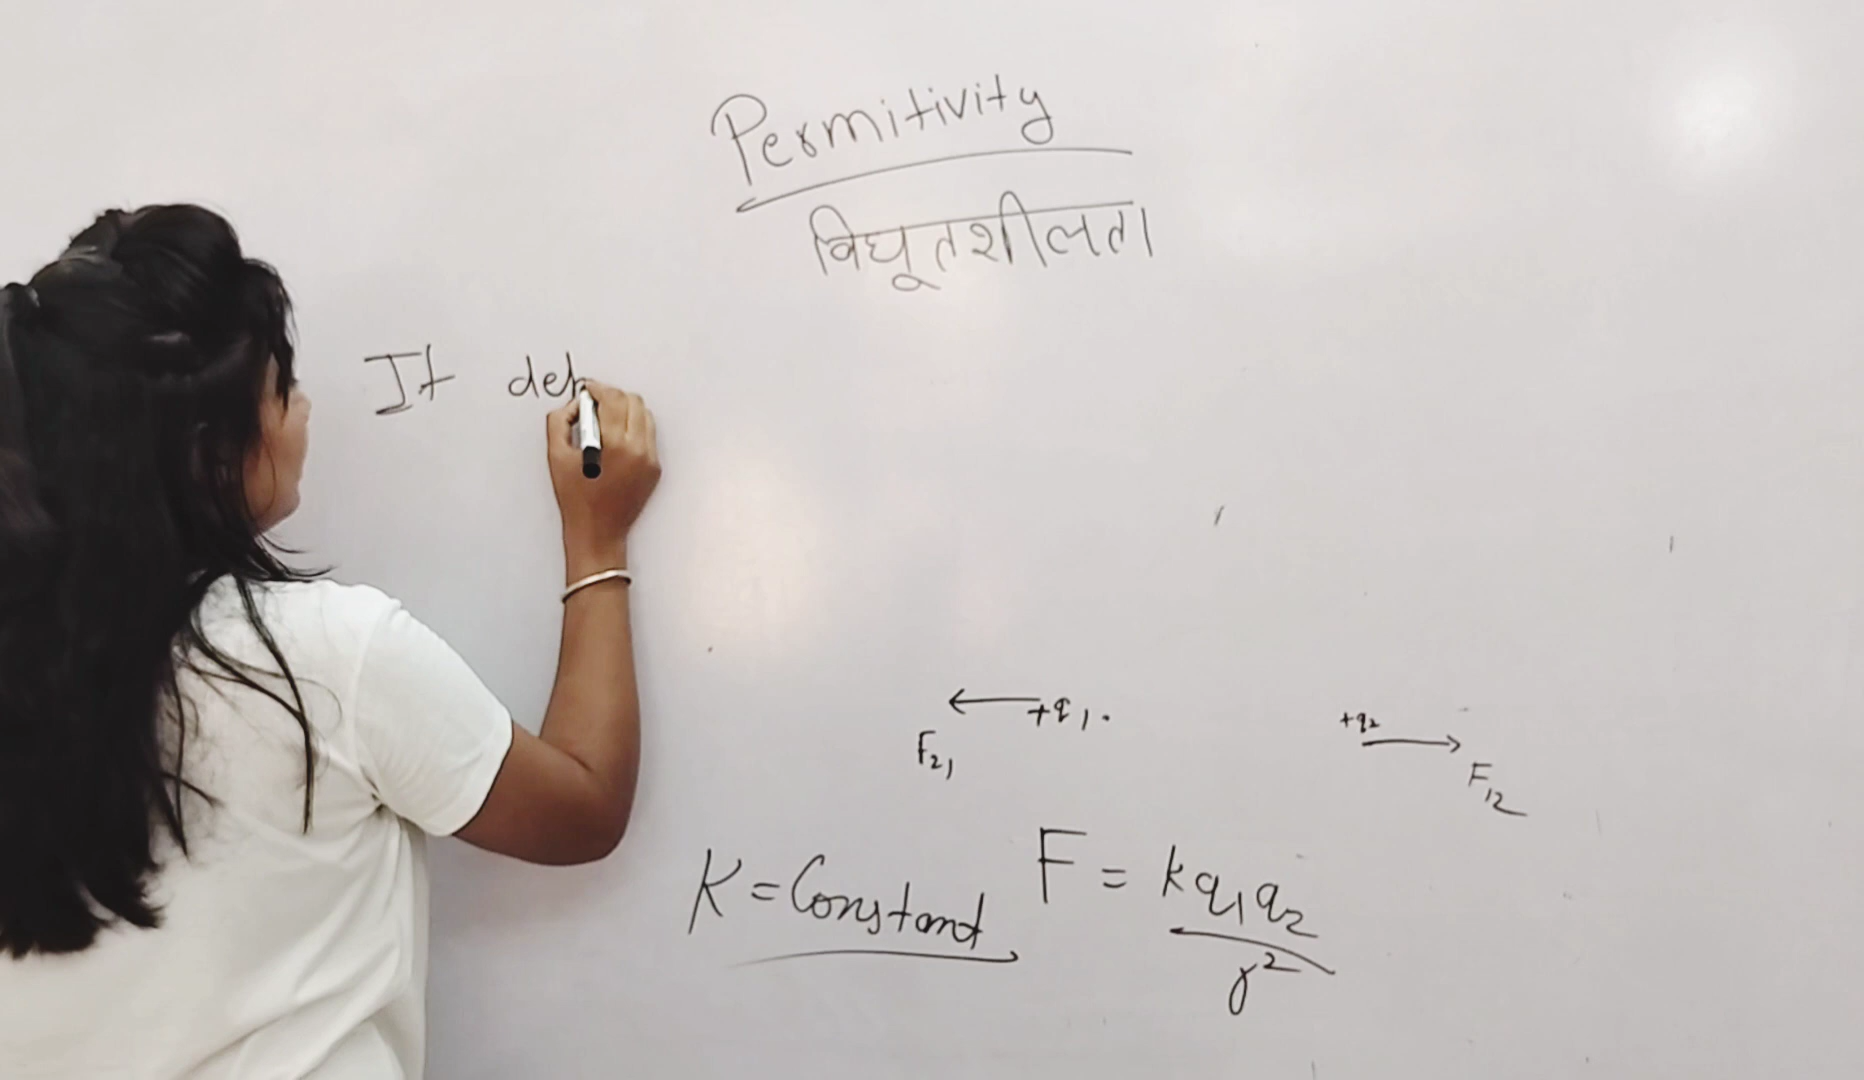 Permitivity
विघूतशीलता
It def
+q1.
F21
+q2
F12
K = Constant
F = kq1q2
r2